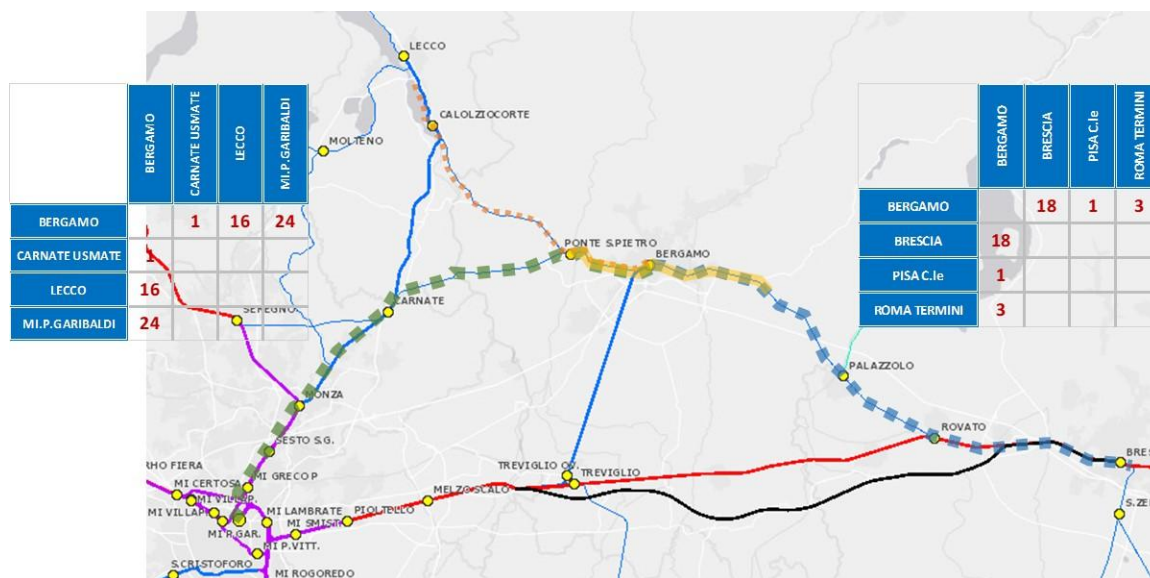 LECCO
CALOLZIOCORTE
MOLTENO
BERGAMO
CARNATE USMATE
LECCO
MI.P.GARIBALDI
BERGAMO 1 16 24
CARNATE USMATE 1
LECCO 16
MI.P.GARIBALDI 24
BERGAMO
BRESCIA
PISA C.le
ROMA TERMINI
BERGAMO 18 1 3
BRESCIA 18
PISA C.le 1
ROMA TERMINI 3
PONTE S.PIETRO
BERGAMO
CARNATE
SEREGNO
PALAZZOLO
MONZA
ROVATO
SESTO S.G.
RHO FIERA
MI GRECO P
TREVIGLIO OV.
TREVIGLIO
BRES
MI CERTOSA
MI VILLAP.
MELZO SCALO
MI VILLAPI
MI LAMBRATE
PIOLTELLO
MI SMIST
S.ZE
MI P.GAR.
MI P.VITT.
S.CRISTOFORO
MI ROGOREDO